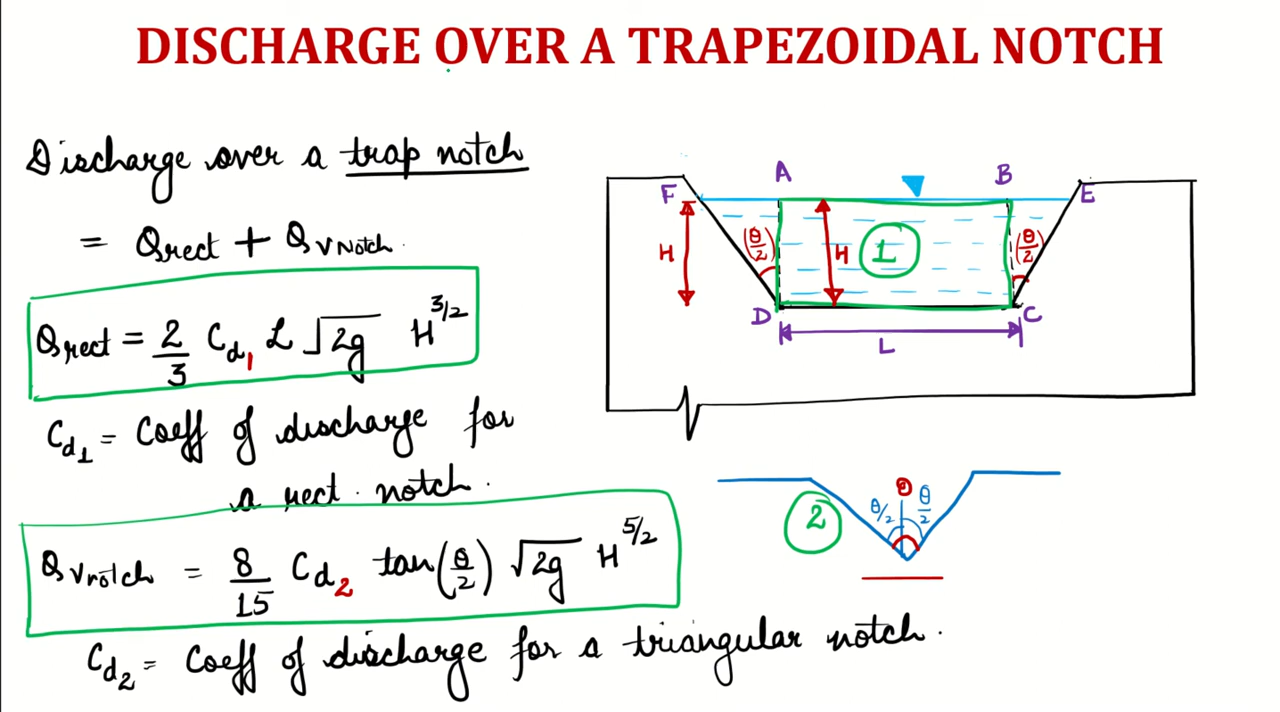 DISCHARGE OVER A TRAPEZOIDAL NOTCH
Discharge over a trap notch
= Qrect + QVNotch.
Qrect = 2/3 Cd1 L √2g H^3/2
Cd1 = Coeff of discharge for
a rect. notch.
QVnotch = 8/15 Cd2 tan(θ/2) √2g H^5/2
Cd2 = Coeff of discharge for a triangular notch.
F A B E
H (θ/2) H 1 (θ/2)
D C
L
2 θ/2 θ θ/2